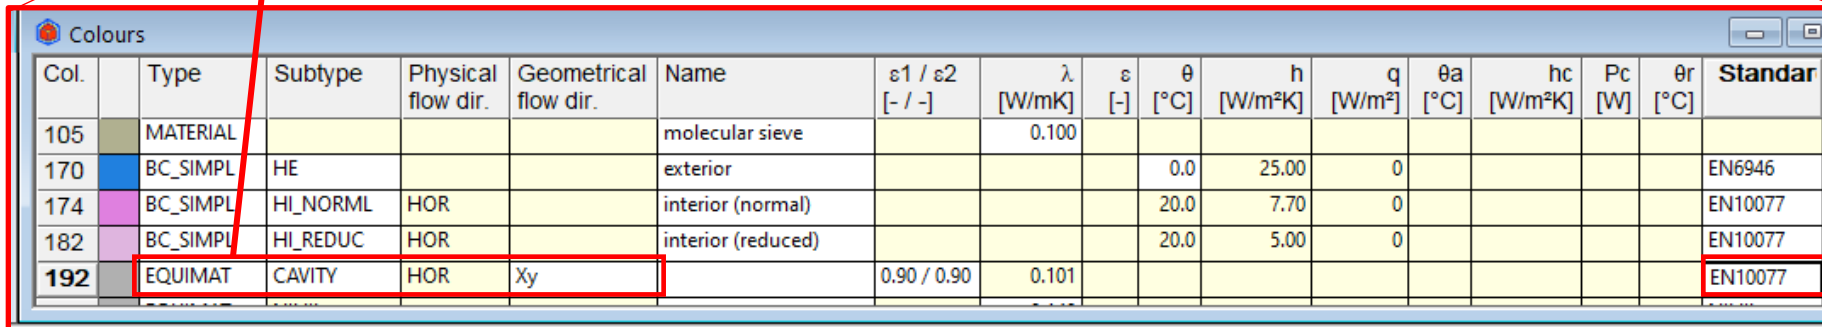 Colours
Col. Type Subtype Physical flow dir. Geometrical flow dir. Name ε1 / ε2 [- / -] λ [W/mK] ε [-] θ [°C] h [W/m²K] q [W/m²] θa [°C] hc [W/m²K] Pc [W] θr [°C] Standar
105 MATERIAL molecular sieve 0.100
170 BC_SIMPL HE exterior 0.0 25.00 0 EN6946
174 BC_SIMPL HI_NORML HOR interior (normal) 20.0 7.70 0 EN10077
182 BC_SIMPL HI_REDUC HOR interior (reduced) 20.0 5.00 0 EN10077
192 EQUIMAT CAVITY HOR Xy 0.90 / 0.90 0.101 EN10077